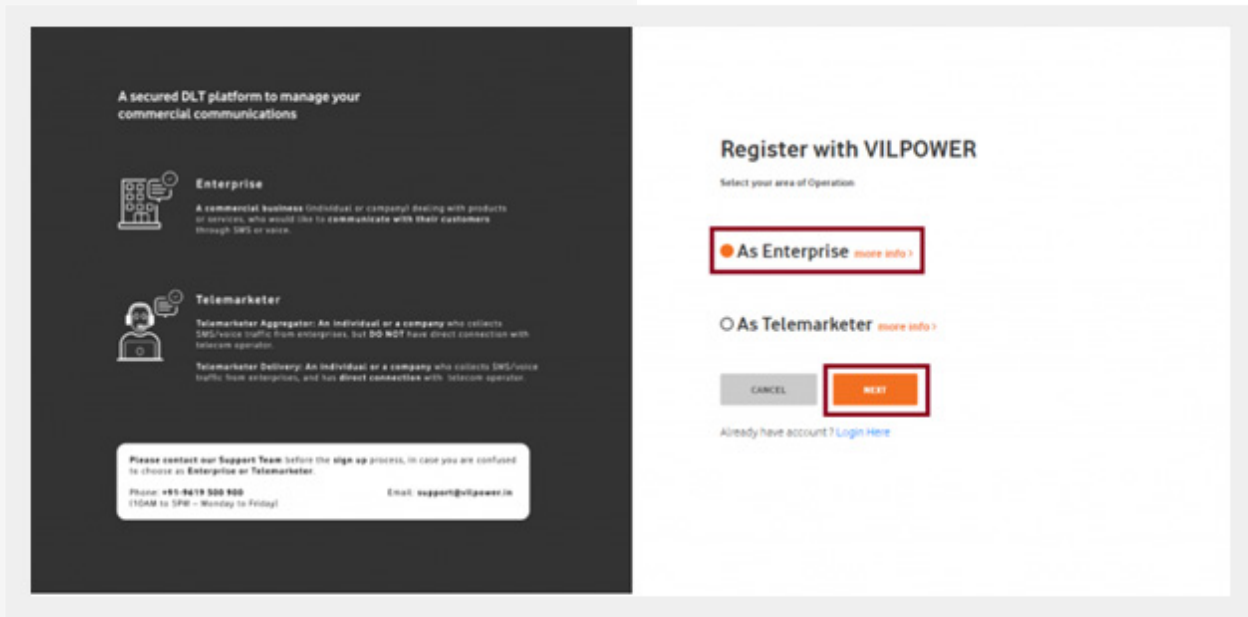 A secured DLT platform to manage your
commercial communications
Enterprise
A commercial business (individual or company) dealing with products
or services, who would like to communicate with their customers
through SMS or voice.
Telemarketer
Telemarketer Aggregator: An individual or a company who collects
SMS/voice traffic from enterprises, but DO NOT have direct connection with
telecom operator.
Telemarketer Delivery: An individual or a company who collects SMS/voice
traffic from enterprises, and has direct connection with telecom operator.
Please contact our Support Team before the sign up process, in case you are confused
to choose as Enterprise or Telemarketer.
Phone: +91-9619 500 900 Email: support@vilpower.in
(10AM to 5PM – Monday to Friday)
Register with VILPOWER
Select your area of Operation
As Enterprise more info >
As Telemarketer more info >
CANCEL NEXT
Already have account ? Login Here